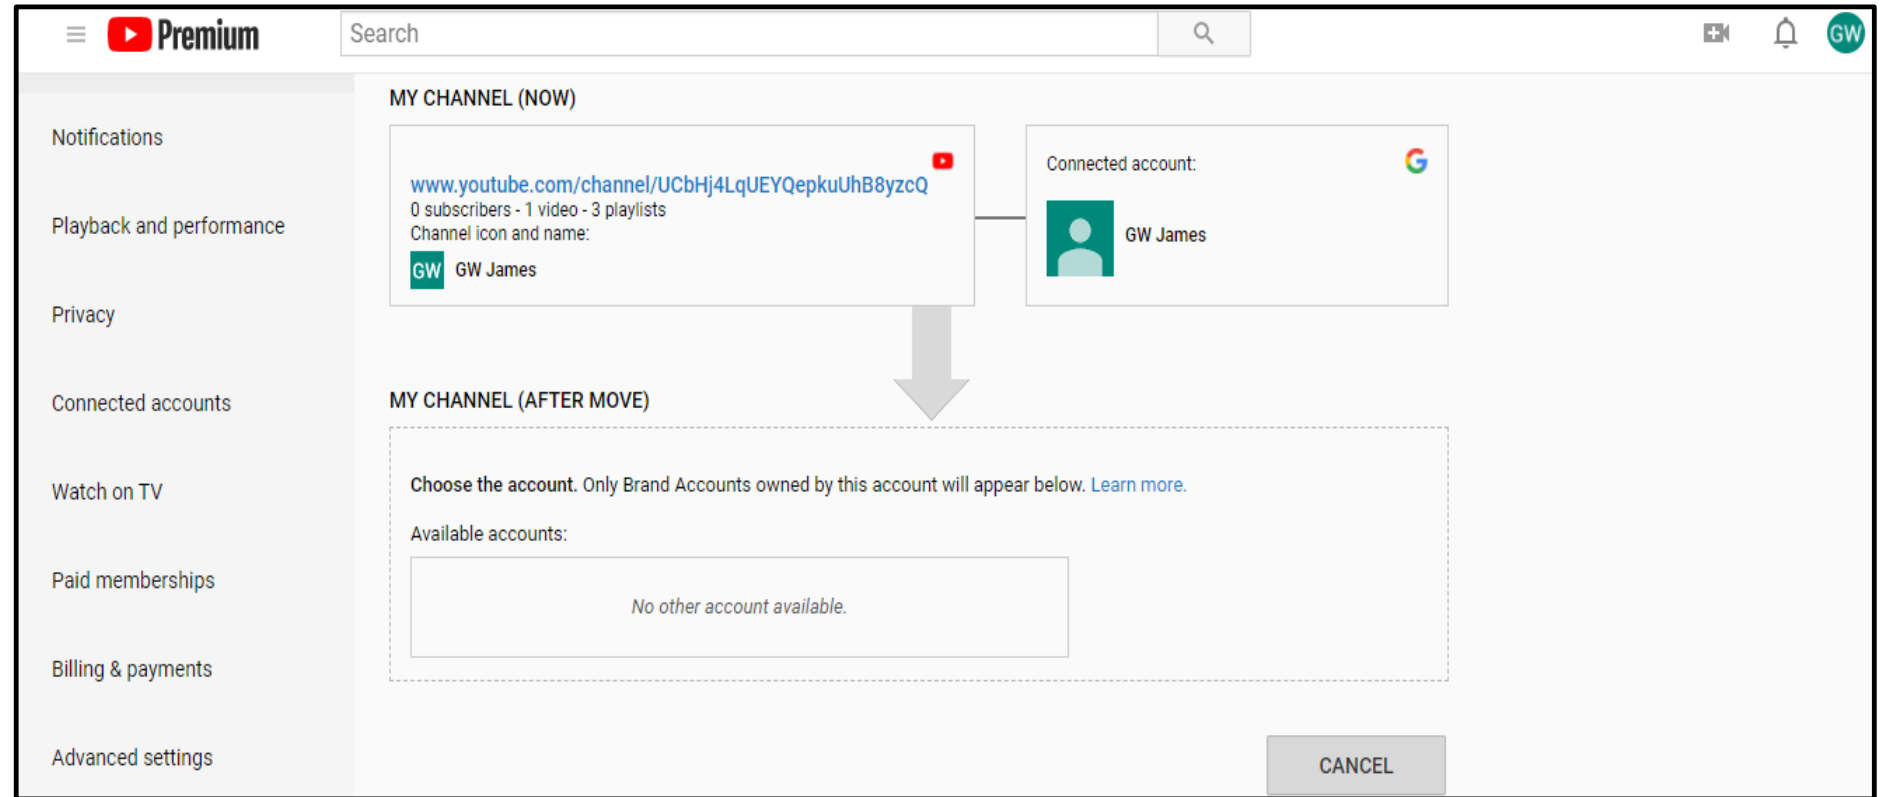 Premium
Search
GW
Notifications
Playback and performance
Privacy
Connected accounts
Watch on TV
Paid memberships
Billing & payments
Advanced settings
MY CHANNEL (NOW)
www.youtube.com/channel/UCbHj4LqUEYQepkuUhB8yzcQ
0 subscribers - 1 video - 3 playlists
Channel icon and name:
GW GW James
Connected account:
GW James
MY CHANNEL (AFTER MOVE)
Choose the account. Only Brand Accounts owned by this account will appear below. Learn more.
Available accounts:
No other account available.
CANCEL